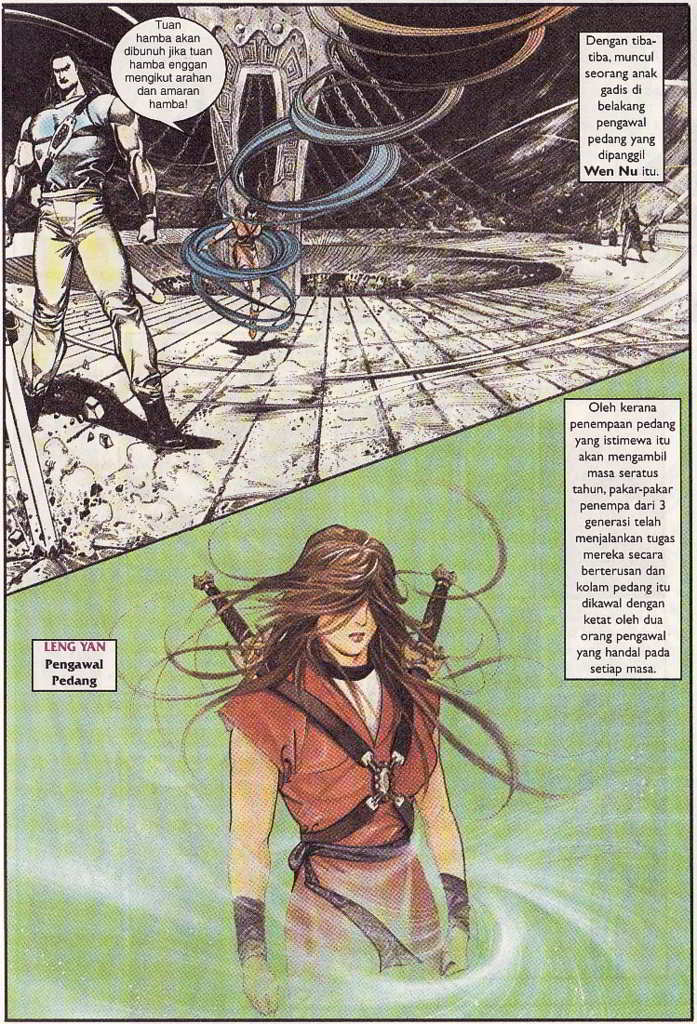 Tuan
hamba akan
dibunuh jika tuan
hamba enggan
mengikut arahan
dan amaran
hamba!
Dengan tiba-
tiba, muncul
seorang anak
gadis di
belakang
pengawal
pedang yang
dipanggil
Wen Nu itu.
Oleh kerana
penempaan pedang
yang istimewa itu
akan mengambil
masa seratus
tahun, pakar-pakar
penempa dari 3
generasi telah
menjalankan tugas
mereka secara
berterusan dan
kolam pedang itu
dikawal dengan
ketat oleh dua
orang pengawal
yang handal pada
setiap masa.
LENG YAN
Pengawal
Pedang